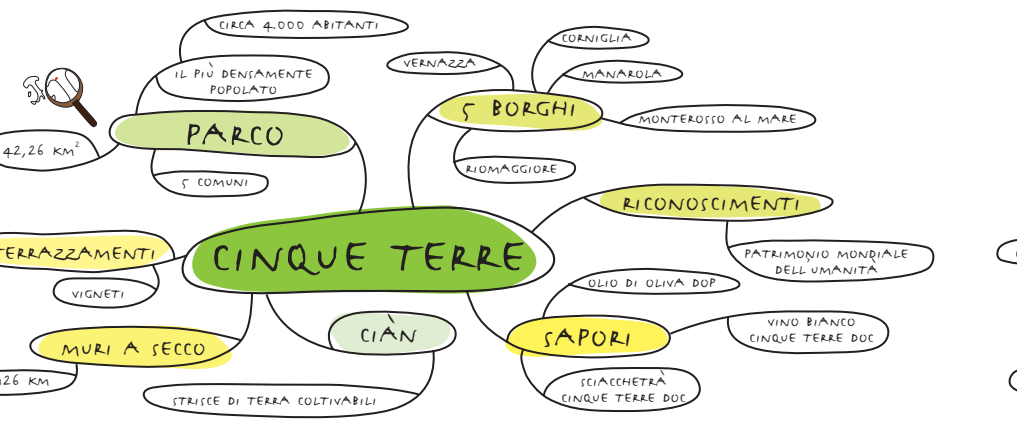 CIRCA 4.000 ABITANTI
IL PIÙ DENSAMENTE
POPOLATO
PARCO
42,26 KM²
5 COMUNI
VERNAZZA
CORNIGLIA
MANAROLA
5 BORGHI
MONTEROSSO AL MARE
RIOMAGGIORE
RICONOSCIMENTI
PATRIMONIO MONDIALE
DELL'UMANITÀ
CINQUE TERRE
TERRAZZAMENTI
VIGNETI
OLIO DI OLIVA DOP
SAPORI
VINO BIANCO
CINQUE TERRE DOC
SCIACCHETRÀ
CINQUE TERRE DOC
CIÀN
STRISCE DI TERRA COLTIVABILI
MURI A SECCO
26 KM